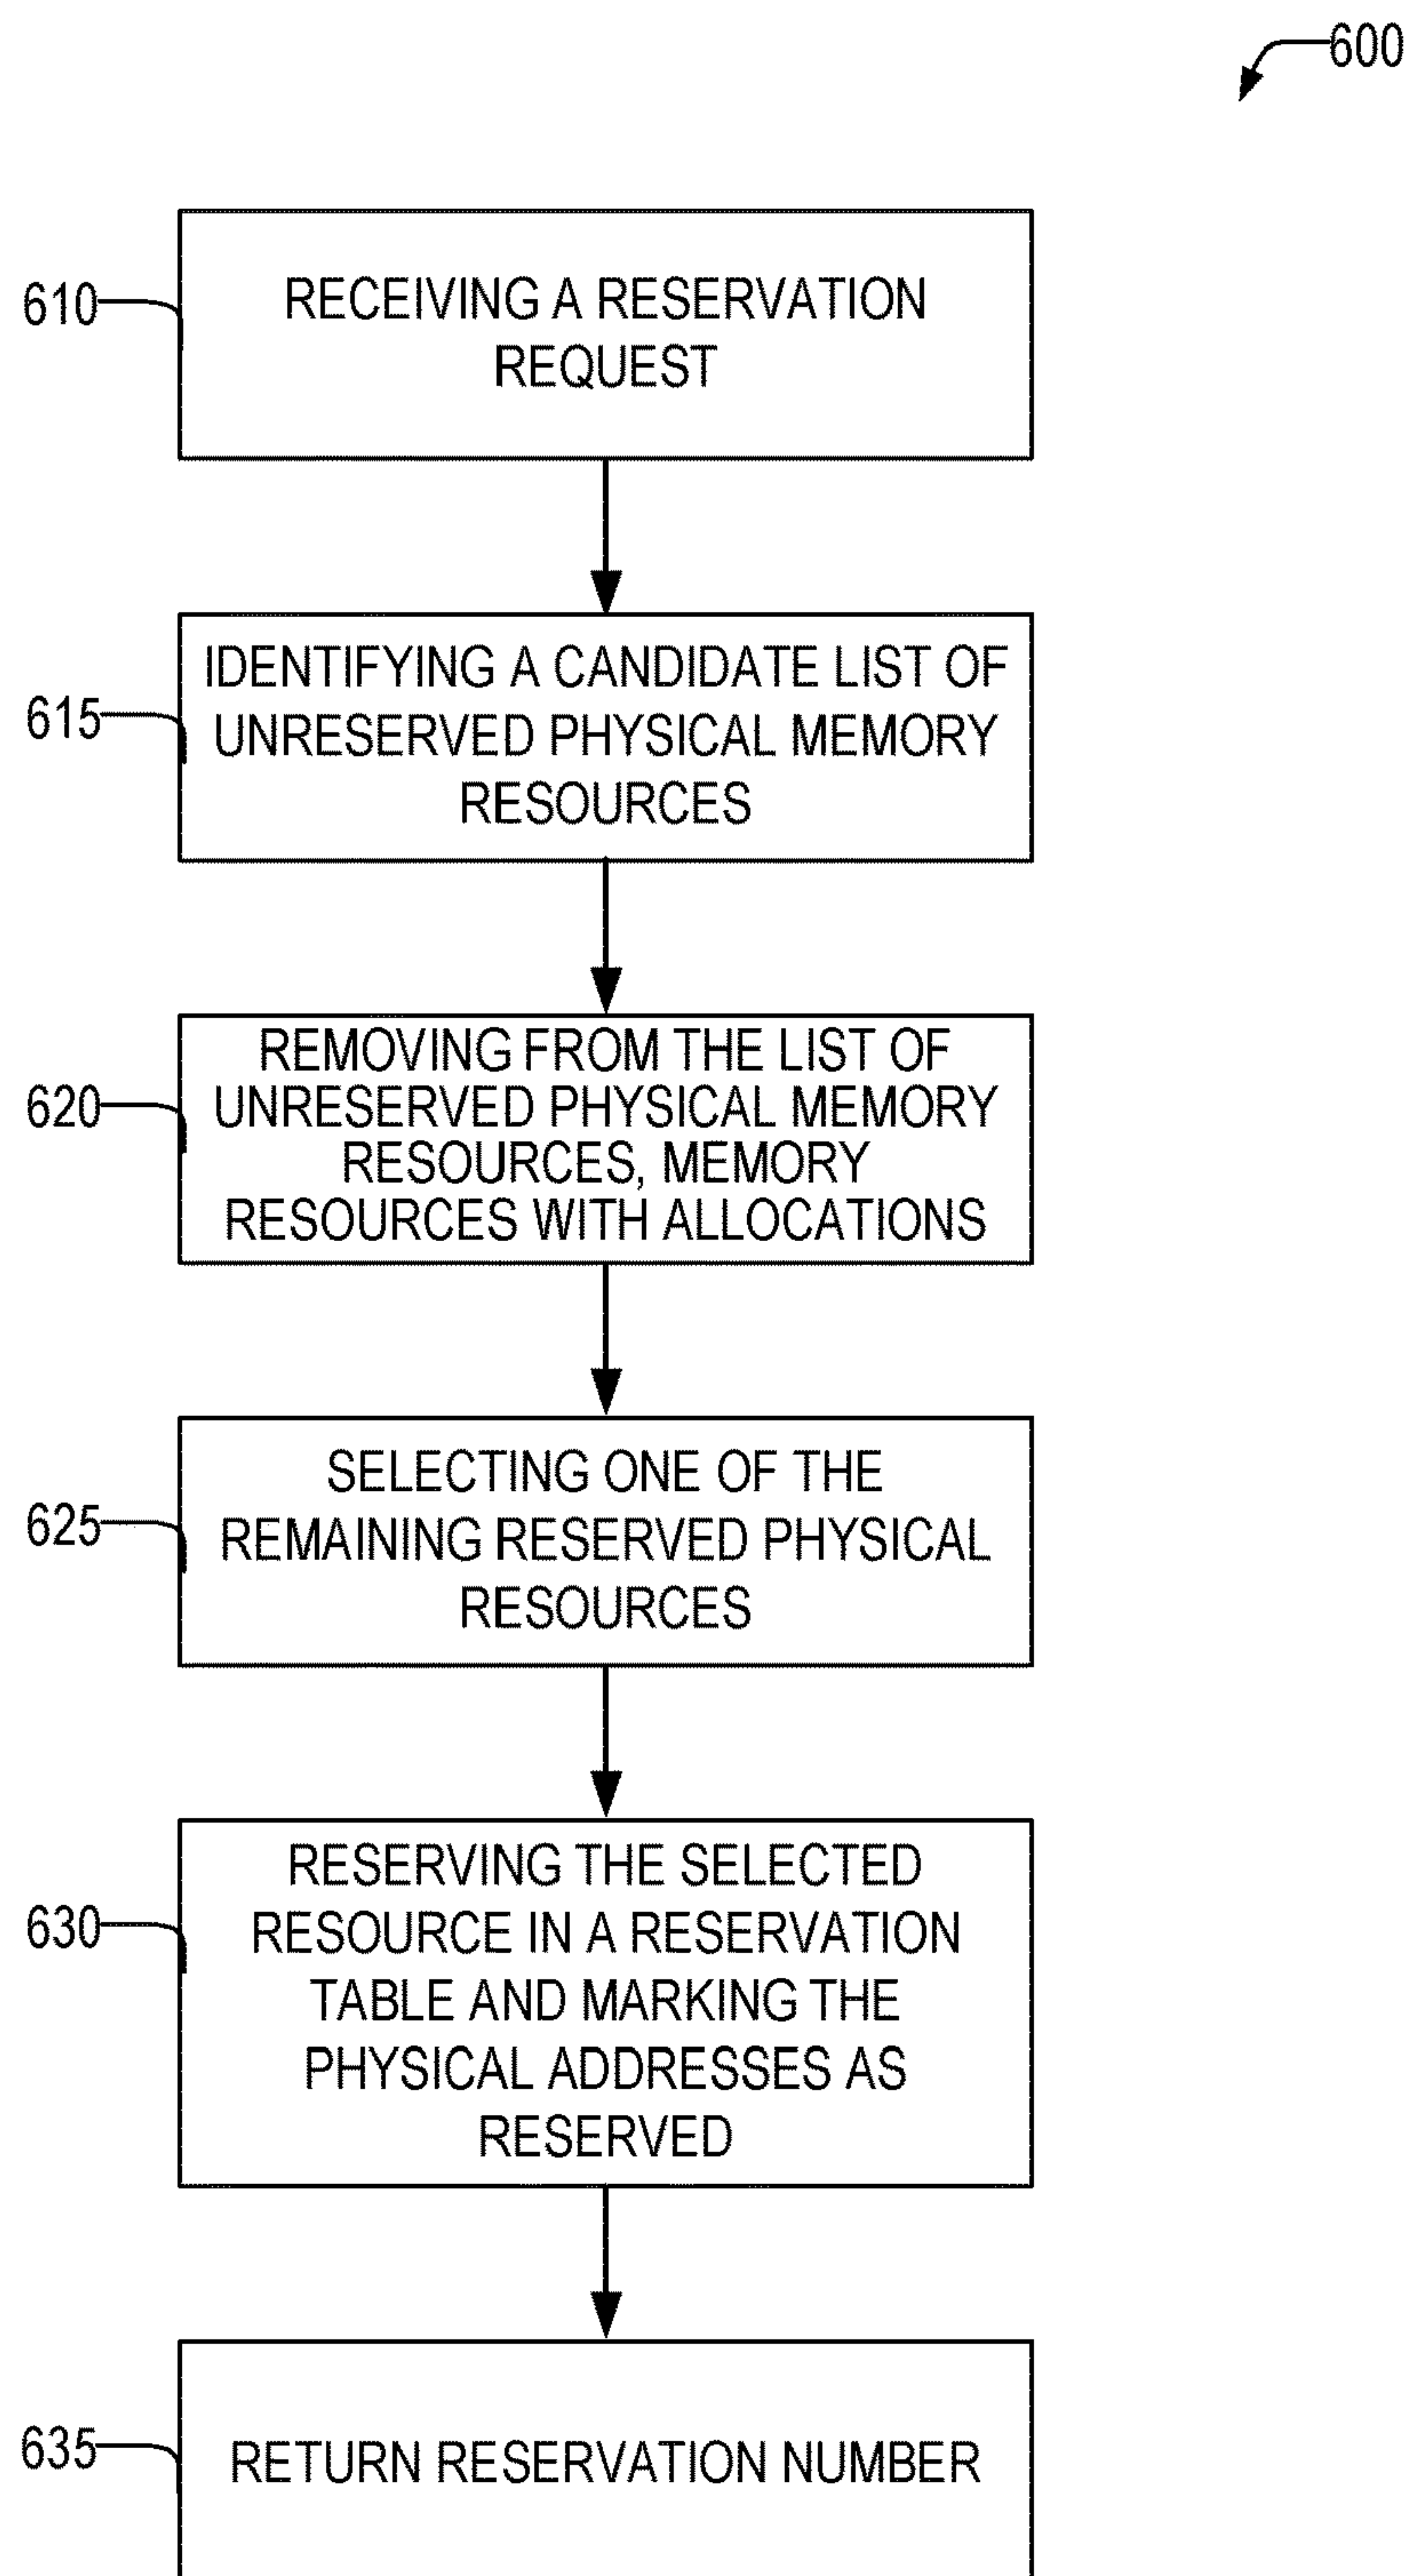 600
610
RECEIVING A RESERVATION
REQUEST
615
IDENTIFYING A CANDIDATE LIST OF
UNRESERVED PHYSICAL MEMORY
RESOURCES
620
REMOVING FROM THE LIST OF
UNRESERVED PHYSICAL MEMORY
RESOURCES, MEMORY
RESOURCES WITH ALLOCATIONS
625
SELECTING ONE OF THE
REMAINING RESERVED PHYSICAL
RESOURCES
630
RESERVING THE SELECTED
RESOURCE IN A RESERVATION
TABLE AND MARKING THE
PHYSICAL ADDRESSES AS
RESERVED
635
RETURN RESERVATION NUMBER